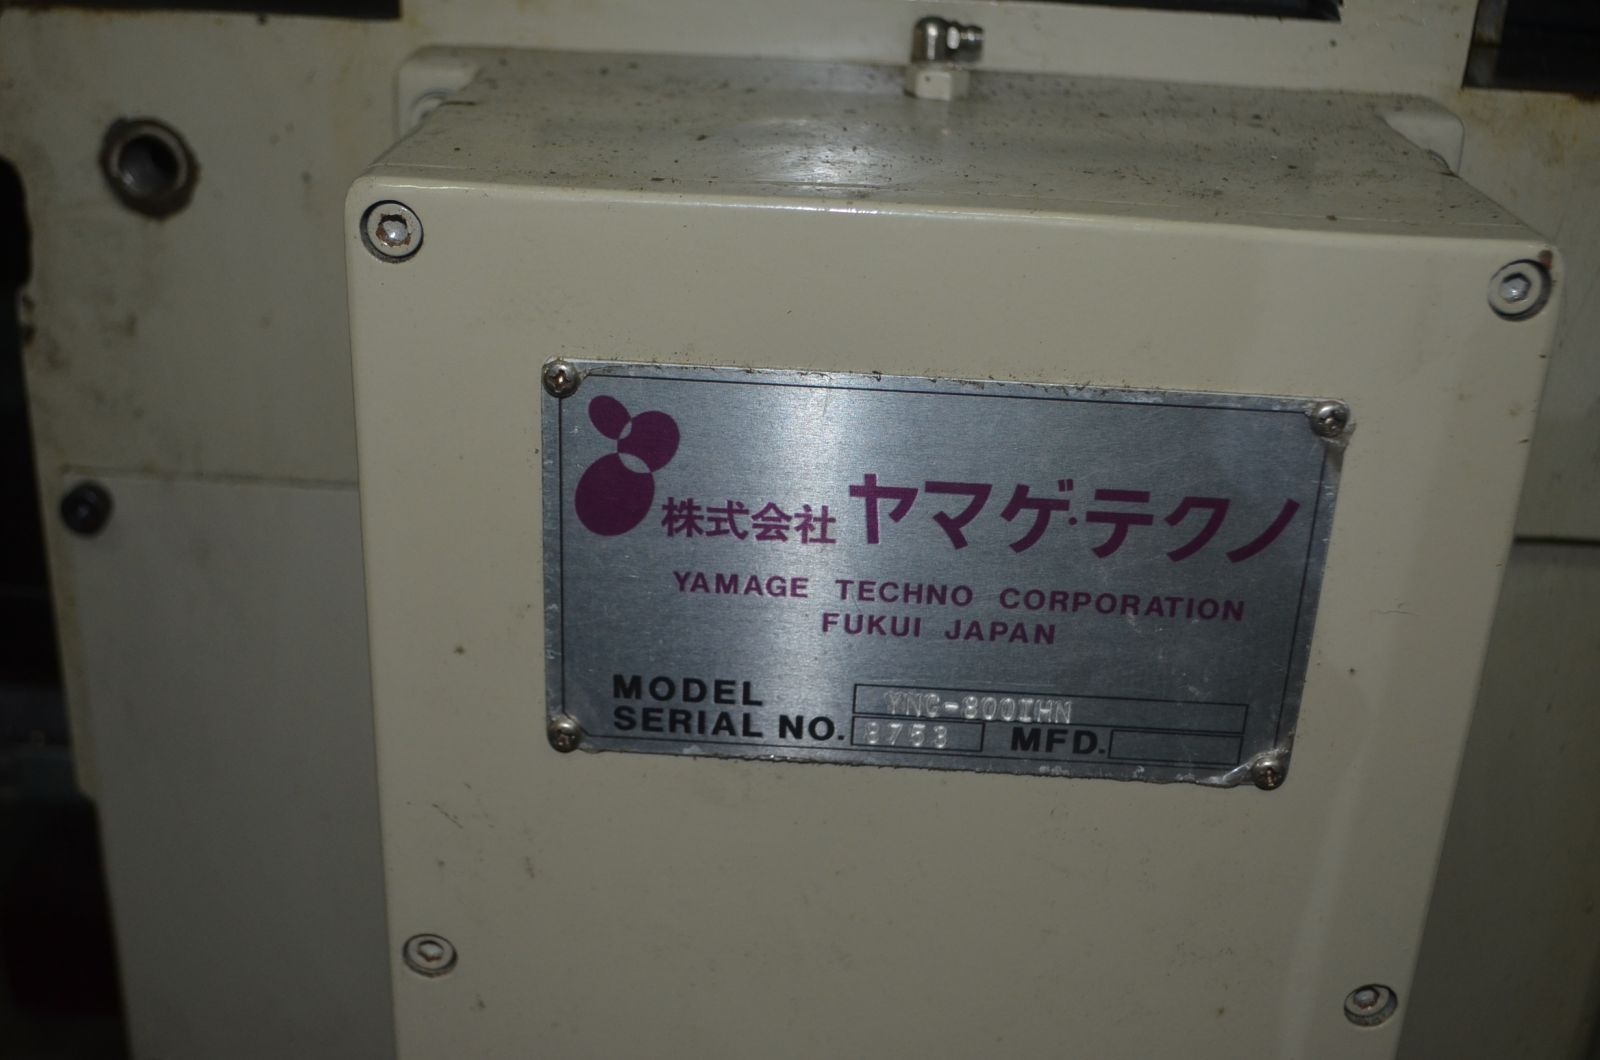 株式会社 ヤマゲ・テクノ
YAMAGE TECHNO CORPORATION
FUKUI JAPAN
MODEL YNC-800IHN
SERIAL NO. 8753 MFD.